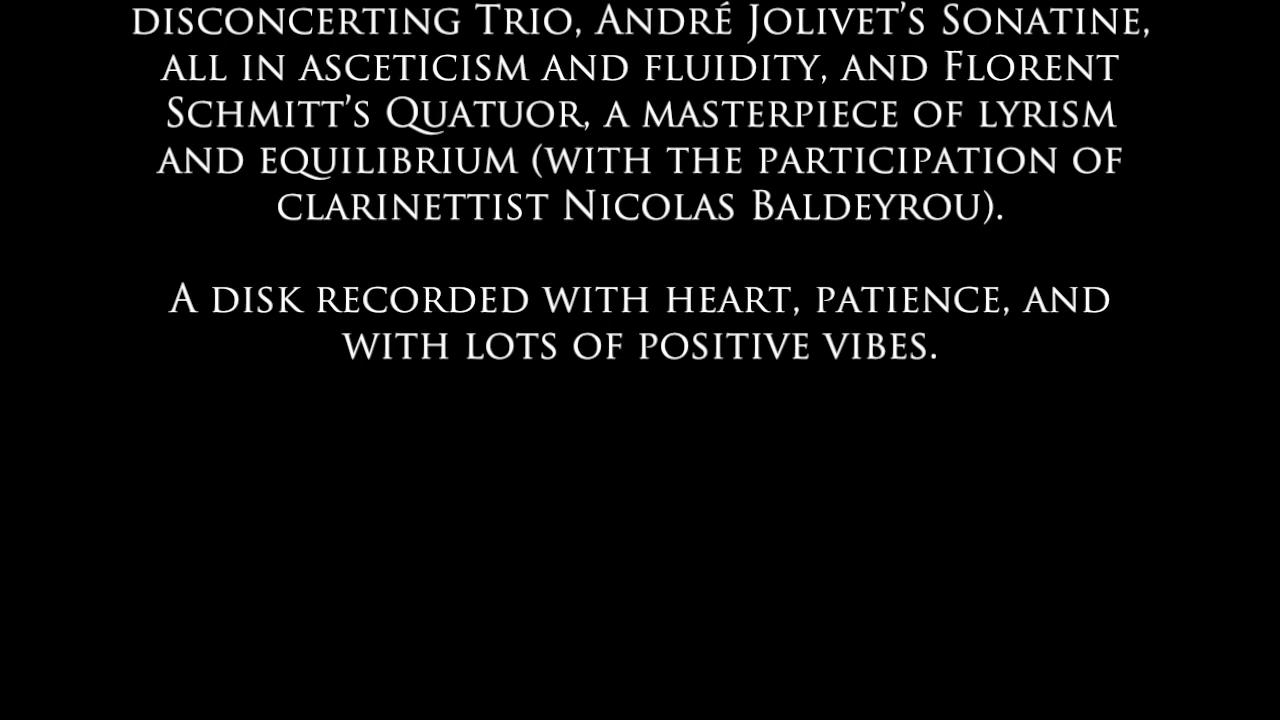 disconcerting Trio, André Jolivet’s Sonatine,
all in asceticism and fluidity, and Florent
Schmitt’s Quatuor, a masterpiece of lyrism
and equilibrium (with the participation of
clarinettist Nicolas Baldeyrou).
A disk recorded with heart, patience, and
with lots of positive vibes.